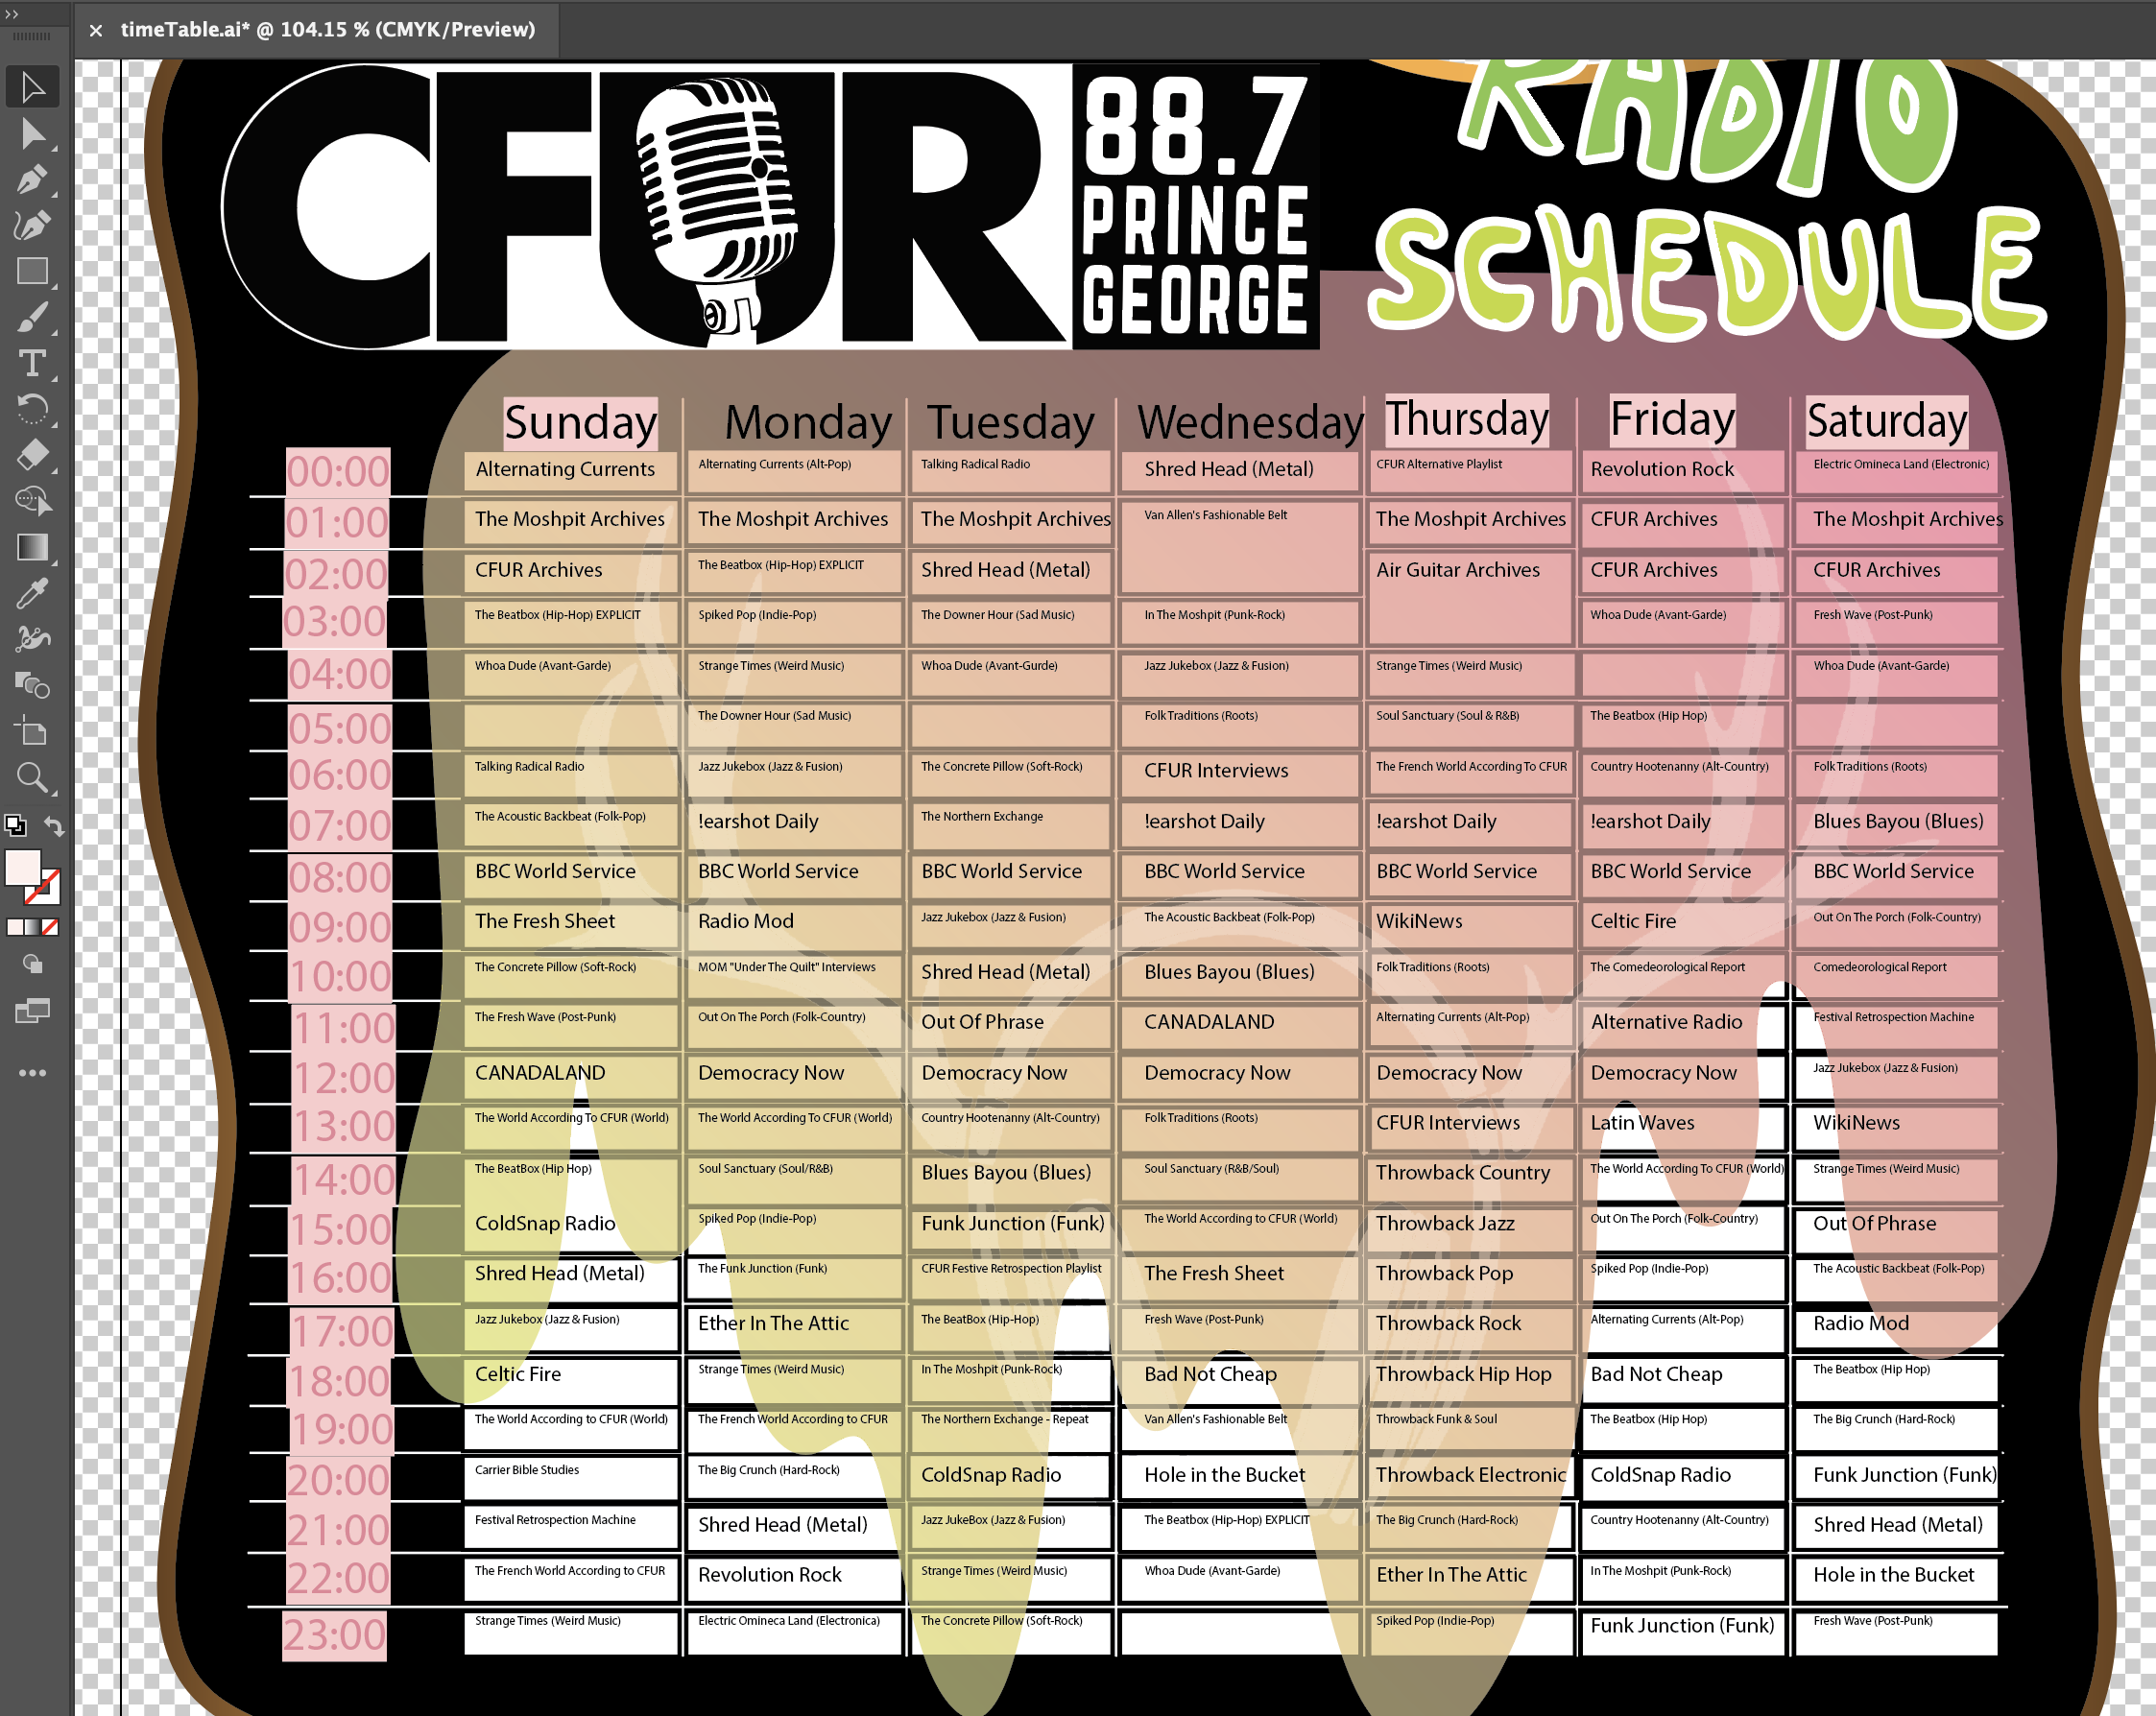 timeTable.ai* @ 104.15 % (CMYK/Preview)
CFUR
88.7
PRINCE
GEORGE
RADIO
SCHEDULE
Sunday Monday Tuesday Wednesday Thursday Friday Saturday
00:00 Alternating Currents Alternating Currents (Alt-Pop) Talking Radical Radio Shred Head (Metal) CFUR Alternative Playlist Revolution Rock Electric Omineca Land (Electronic)
01:00 The Moshpit Archives The Moshpit Archives The Moshpit Archives Van Allen's Fashionable Belt The Moshpit Archives CFUR Archives The Moshpit Archives
02:00 CFUR Archives The Beatbox (Hip-Hop) EXPLICIT Shred Head (Metal) Air Guitar Archives CFUR Archives CFUR Archives
03:00 The Beatbox (Hip-Hop) EXPLICIT Spiked Pop (Indie-Pop) The Downer Hour (Sad Music) In The Moshpit (Punk-Rock) Whoa Dude (Avant-Garde) Fresh Wave (Post-Punk)
04:00 Whoa Dude (Avant-Garde) Strange Times (Weird Music) Whoa Dude (Avant-Gurde) Jazz Jukebox (Jazz & Fusion) Strange Times (Weird Music) Whoa Dude (Avant-Garde)
05:00 The Downer Hour (Sad Music) Folk Traditions (Roots) Soul Sanctuary (Soul & R&B) The Beatbox (Hip Hop)
06:00 Talking Radical Radio Jazz Jukebox (Jazz & Fusion) The Concrete Pillow (Soft-Rock) CFUR Interviews The French World According To CFUR Country Hootenanny (Alt-Country) Folk Traditions (Roots)
07:00 The Acoustic Backbeat (Folk-Pop) !earshot Daily The Northern Exchange !earshot Daily !earshot Daily !earshot Daily Blues Bayou (Blues)
08:00 BBC World Service BBC World Service BBC World Service BBC World Service BBC World Service BBC World Service BBC World Service
09:00 The Fresh Sheet Radio Mod Jazz Jukebox (Jazz & Fusion) The Acoustic Backbeat (Folk-Pop) WikiNews Celtic Fire Out On The Porch (Folk-Country)
10:00 The Concrete Pillow (Soft-Rock) MOM "Under The Quilt" Interviews Shred Head (Metal) Blues Bayou (Blues) Folk Traditions (Roots) The Comedeorological Report Comedeorological Report
11:00 The Fresh Wave (Post-Punk) Out On The Porch (Folk-Country) Out Of Phrase CANADALAND Alternating Currents (Alt-Pop) Alternative Radio Festival Retrospection Machine
12:00 CANADALAND Democracy Now Democracy Now Democracy Now Democracy Now Democracy Now Jazz Jukebox (Jazz & Fusion)
13:00 The World According To CFUR (World) The World According To CFUR (World) Country Hootenanny (Alt-Country) Folk Traditions (Roots) CFUR Interviews Latin Waves WikiNews
14:00 The BeatBox (Hip Hop) Soul Sanctuary (Soul/R&B) Blues Bayou (Blues) Soul Sanctuary (R&B/Soul) Throwback Country The World According To CFUR (World) Strange Times (Weird Music)
15:00 ColdSnap Radio Spiked Pop (Indie-Pop) Funk Junction (Funk) The World According to CFUR (World) Throwback Jazz Out On The Porch (Folk-Country) Out Of Phrase
16:00 Shred Head (Metal) The Funk Junction (Funk) CFUR Festive Retrospection Playlist The Fresh Sheet Throwback Pop Spiked Pop (Indie-Pop) The Acoustic Backbeat (Folk-Pop)
17:00 Jazz Jukebox (Jazz & Fusion) Ether In The Attic The BeatBox (Hip-Hop) Fresh Wave (Post-Punk) Throwback Rock Alternating Currents (Alt-Pop) Radio Mod
18:00 Celtic Fire Strange Times (Weird Music) In The Moshpit (Punk-Rock) Bad Not Cheap Throwback Hip Hop Bad Not Cheap The Beatbox (Hip Hop)
19:00 The World According to CFUR (World) The French World According to CFUR The Northern Exchange - Repeat Van Allen's Fashionable Belt Throwback Funk & Soul The Beatbox (Hip Hop) The Big Crunch (Hard-Rock)
20:00 Carrier Bible Studies The Big Crunch (Hard-Rock) ColdSnap Radio Hole in the Bucket Throwback Electronic ColdSnap Radio Funk Junction (Funk)
21:00 Festival Retrospection Machine Shred Head (Metal) Jazz JukeBox (Jazz & Fusion) The Beatbox (Hip-Hop) EXPLICIT The Big Crunch (Hard-Rock) Country Hootenanny (Alt-Country) Shred Head (Metal)
22:00 The French World According to CFUR Revolution Rock Strange Times (Weird Music) Whoa Dude (Avant-Garde) Ether In The Attic In The Moshpit (Punk-Rock) Hole in the Bucket
23:00 Strange Times (Weird Music) Electric Omineca Land (Electronica) The Concrete Pillow (Soft-Rock) Spiked Pop (Indie-Pop) Funk Junction (Funk) Fresh Wave (Post-Punk)